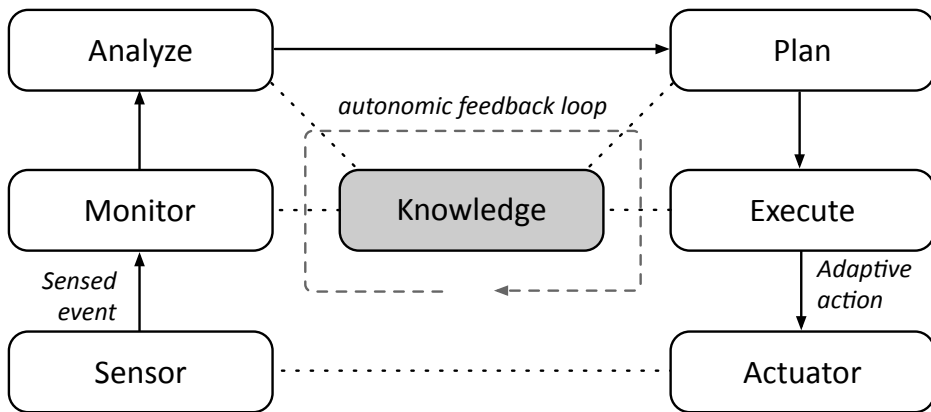 Analyze
Plan
autonomic feedback loop
Monitor
Knowledge
Execute
Sensed
event
Adaptive
action
Sensor
Actuator